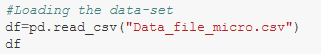 #Loading the data-set
df=pd.read_csv("Data_file_micro.csv")
df